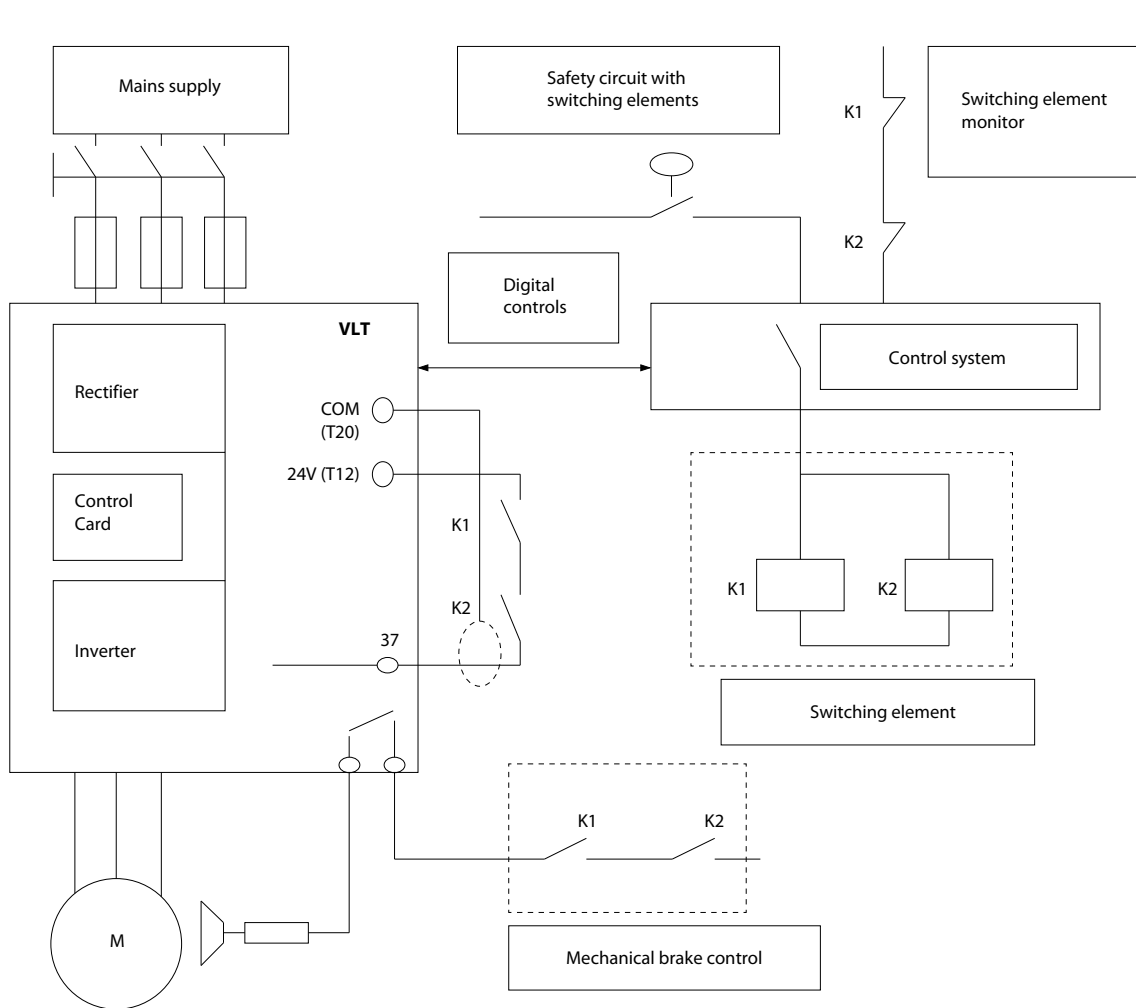 Mains supply
Safety circuit with
switching elements
K1
Switching element
monitor
K2
Digital
controls
VLT
Rectifier
Control system
COM
(T20)
24V (T12)
Control
Card
K1
K2
K1
K2
37
Inverter
Switching element
K1
K2
M
Mechanical brake control